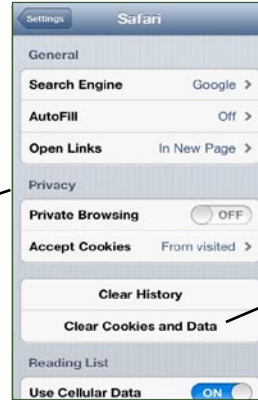 Settings Safari
General
Search Engine Google >
AutoFill Off >
Open Links In New Page >
Privacy
Private Browsing OFF
Accept Cookies From visited >
Clear History
Clear Cookies and Data
Reading List
Use Cellular Data ON